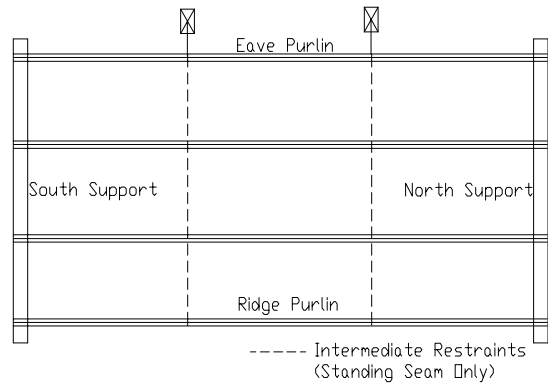 Eave Purlin
South Support
North Support
Ridge Purlin
Intermediate Restraints
(Standing Seam Only)